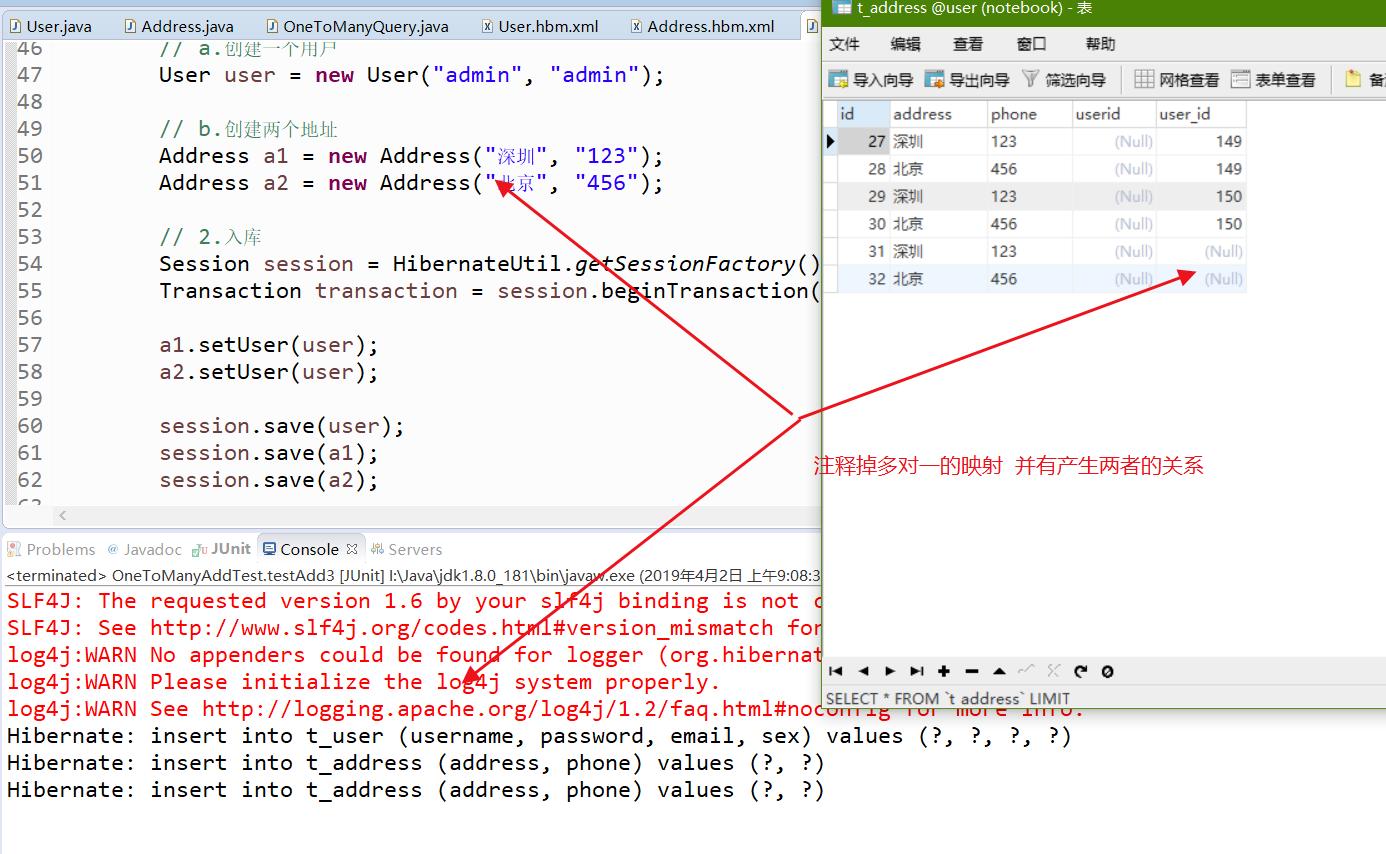 User.java
Address.java
OneToManyQuery.java
User.hbm.xml
Address.hbm.xml
46 // a.创建一个用户
47 User user = new User("admin", "admin");
48
49 // b.创建两个地址
50 Address a1 = new Address("深圳", "123");
51 Address a2 = new Address("北京", "456");
52
53 // 2.入库
54 Session session = HibernateUtil.getSessionFactory()
55 Transaction transaction = session.beginTransaction(
56
57 a1.setUser(user);
58 a2.setUser(user);
59
60 session.save(user);
61 session.save(a1);
62 session.save(a2);
t_address @user (notebook) - 表
文件 编辑 查看 窗口 帮助
导入向导 导出向导 筛选向导 网格查看 表单查看 备
id address phone userid user_id
27 深圳 123 (Null) 149
28 北京 456 (Null) 149
29 深圳 123 (Null) 150
30 北京 456 (Null) 150
31 深圳 123 (Null) (Null)
32 北京 456 (Null) (Null)
注释掉多对一的映射 并有产生两者的关系
SELECT * FROM `t_address` LIMIT
Problems @ Javadoc JUnit Console Servers
<terminated> OneToManyAddTest.testAdd3 [JUnit] I:\Java\jdk1.8.0_181\bin\javaw.exe (2019年4月2日 上午9:08:3
SLF4J: The requested version 1.6 by your slf4j binding is not c
SLF4J: See http://www.slf4j.org/codes.html#version_mismatch for
log4j:WARN No appenders could be found for logger (org.hibernat
log4j:WARN Please initialize the log4j system properly.
log4j:WARN See http://logging.apache.org/log4j/1.2/faq.html#noconfig for more info.
Hibernate: insert into t_user (username, password, email, sex) values (?, ?, ?, ?)
Hibernate: insert into t_address (address, phone) values (?, ?)
Hibernate: insert into t_address (address, phone) values (?, ?)